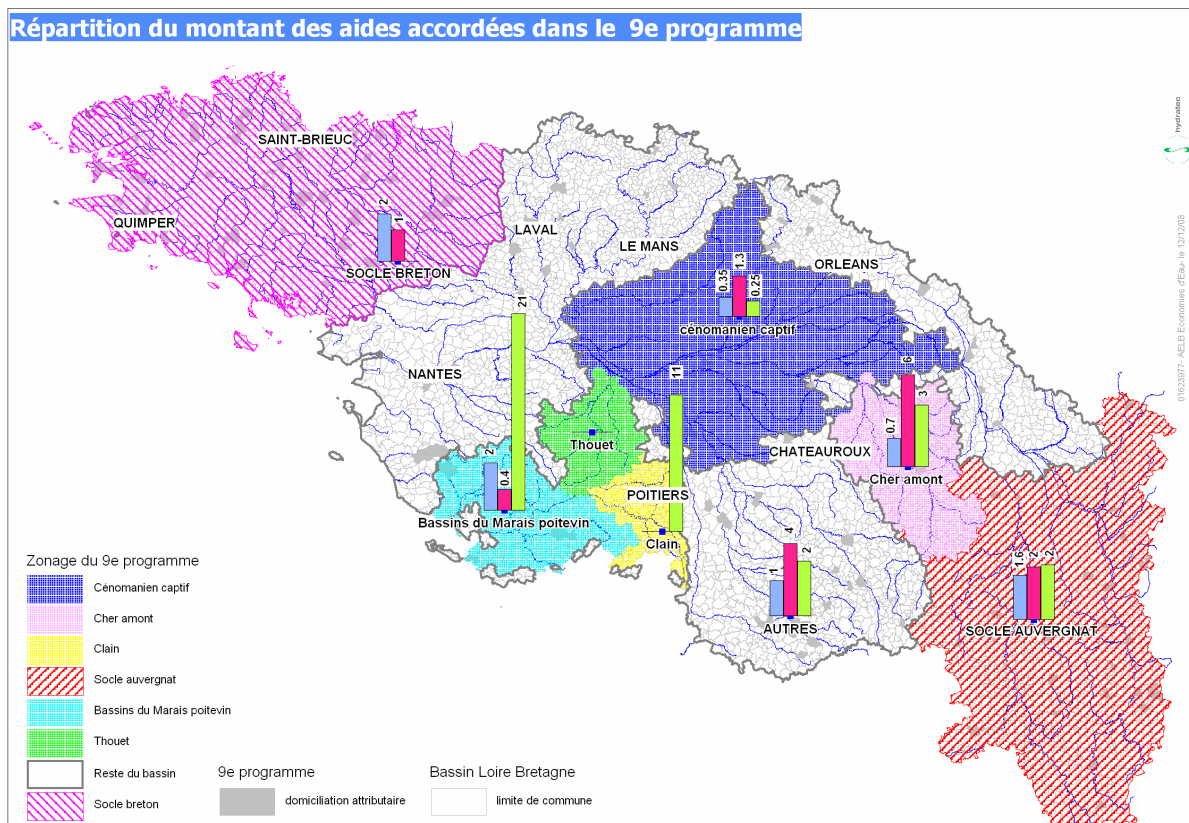 Répartition du montant des aides accordées dans le 9e programme
hydratec
01623977- AELB Economies d'Eau- le 12/12/08
SAINT-BRIEUC
QUIMPER
2
1
SOCLE BRETON
LAVAL
LE MANS
ORLEANS
0.35
1.3
0.25
cénomanien captif
21
NANTES
11
6
0.7
3
Thouet
CHATEAUROUX
Cher amont
2
0.4
POITIERS
Bassins du Marais poitevin
Clain
4
1
2
AUTRES
1.6
2
2
SOCLE AUVERGNAT
Zonage du 9e programme
Cénomanien captif
Cher amont
Clain
Socle auvergnat
Bassins du Marais poitevin
Thouet
Reste du bassin
Socle breton
9e programme
domiciliation attributaire
Bassin Loire Bretagne
limite de commune